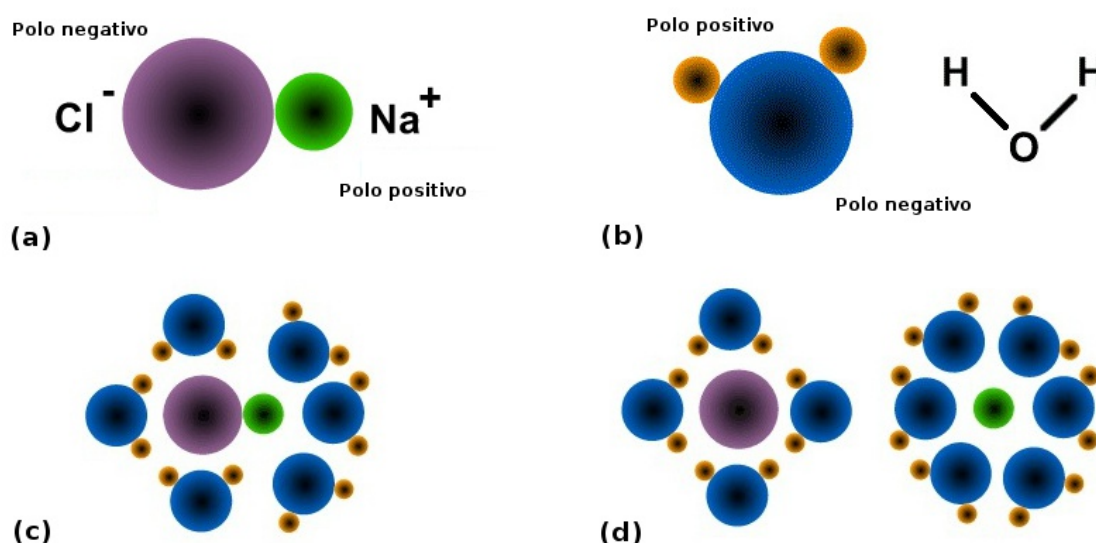 Polo negativo
Cl - Na +
Polo positivo
(a)
Polo positivo
H H
O
Polo negativo
(b)
(c)
(d)